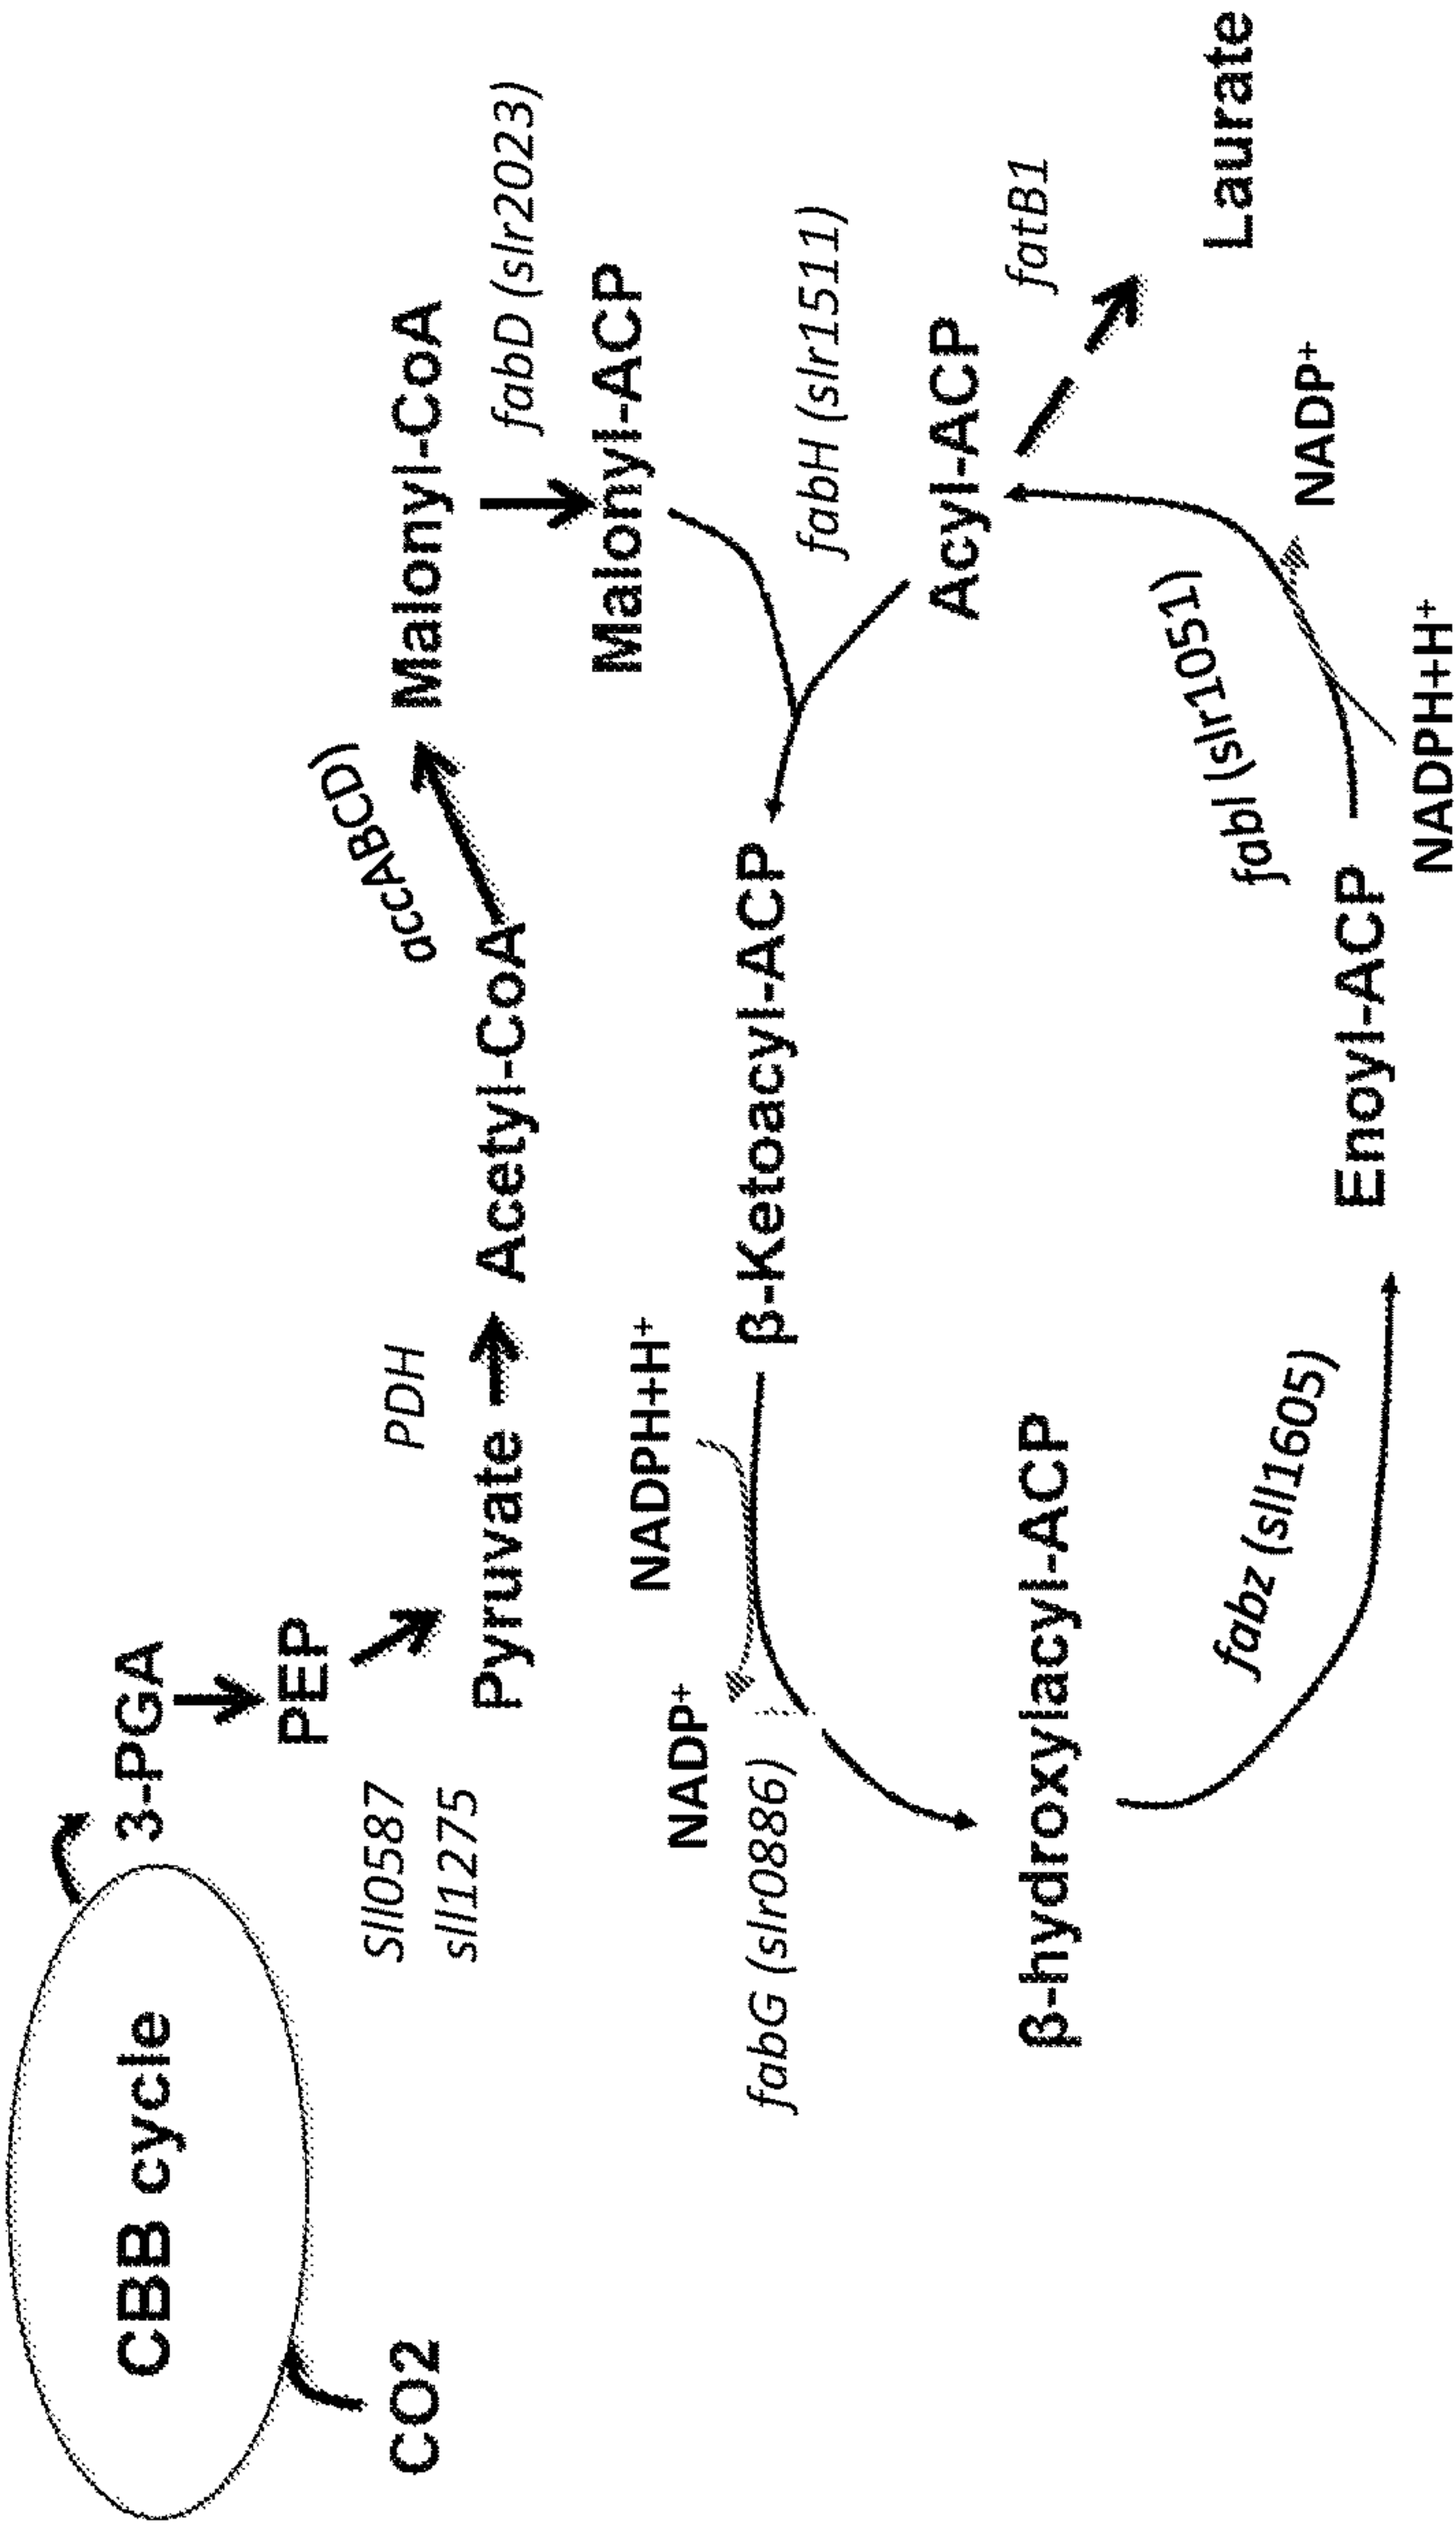 CBB cycle
CO2
3-PGA
PEP
Sll0587
sll1275
Pyruvate
PDH
Acetyl-CoA
accABCD)
Malonyl-CoA
fabD (slr2023)
Malonyl-ACP
fabH (slr1511)
β-Ketoacyl-ACP
NADPH+H+
NADP+
fabG (slr0886)
β-hydroxylacyl-ACP
fabz (sll1605)
Enoyl-ACP
fabI (slr1051)
NADPH+H+
NADP+
Acyl-ACP
fatB1
Laurate